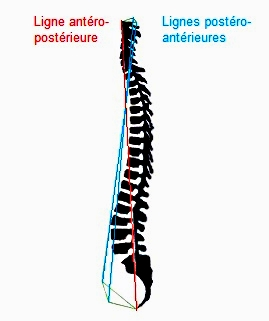 Ligne antéro-
postérieure
Lignes postéro-
antérieures